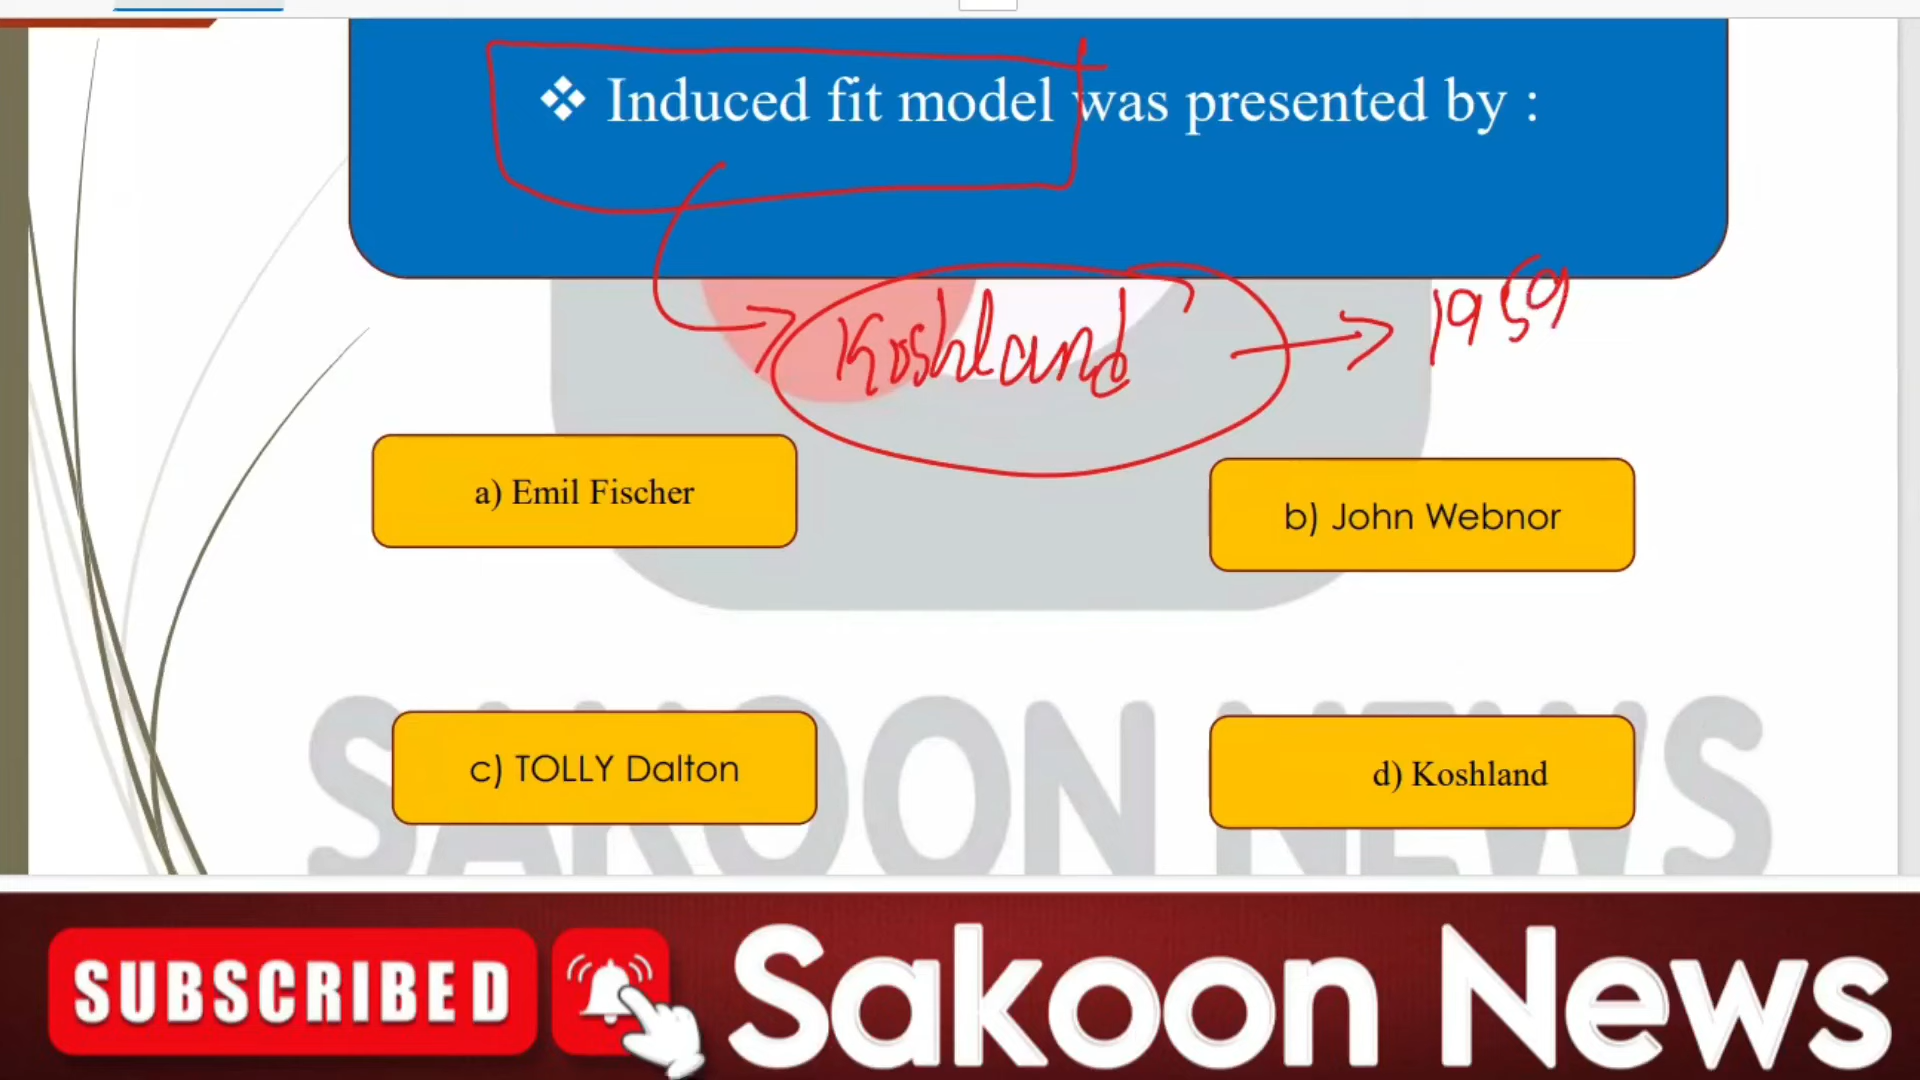 ❖ Induced fit model was presented by :
Koshland → 1959
a) Emil Fischer
b) John Webnor
c) TOLLY Dalton
d) Koshland
SAKOON NEWS
SUBSCRIBED
Sakoon News